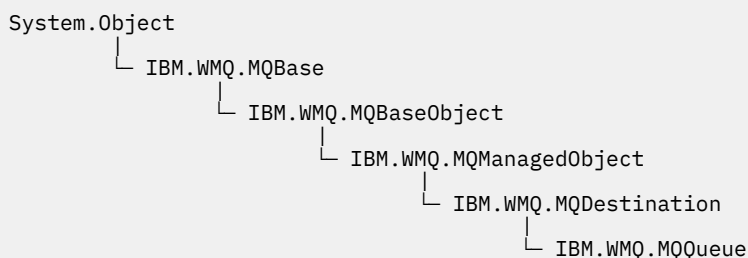 System.Object
IBM.WMQ.MQBase
IBM.WMQ.MQBaseObject
IBM.WMQ.MQManagedObject
IBM.WMQ.MQDestination
IBM.WMQ.MQQueue